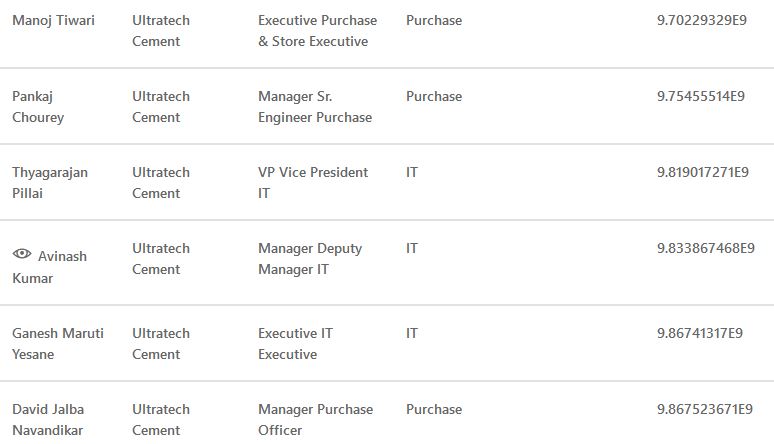 Manoj Tiwari Ultratech Executive Purchase Purchase 9.70229329E9
Cement & Store Executive
Pankaj Ultratech Manager Sr. Purchase 9.75455514E9
Chourey Cement Engineer Purchase
Thyagarajan Ultratech VP Vice President IT 9.819017271E9
Pillai Cement IT
Avinash Ultratech Manager Deputy IT 9.833867468E9
Kumar Cement Manager IT
Ganesh Maruti Ultratech Executive IT IT 9.86741317E9
Yesane Cement Executive
David Jalba Ultratech Manager Purchase Purchase 9.867523671E9
Navandikar Cement Officer